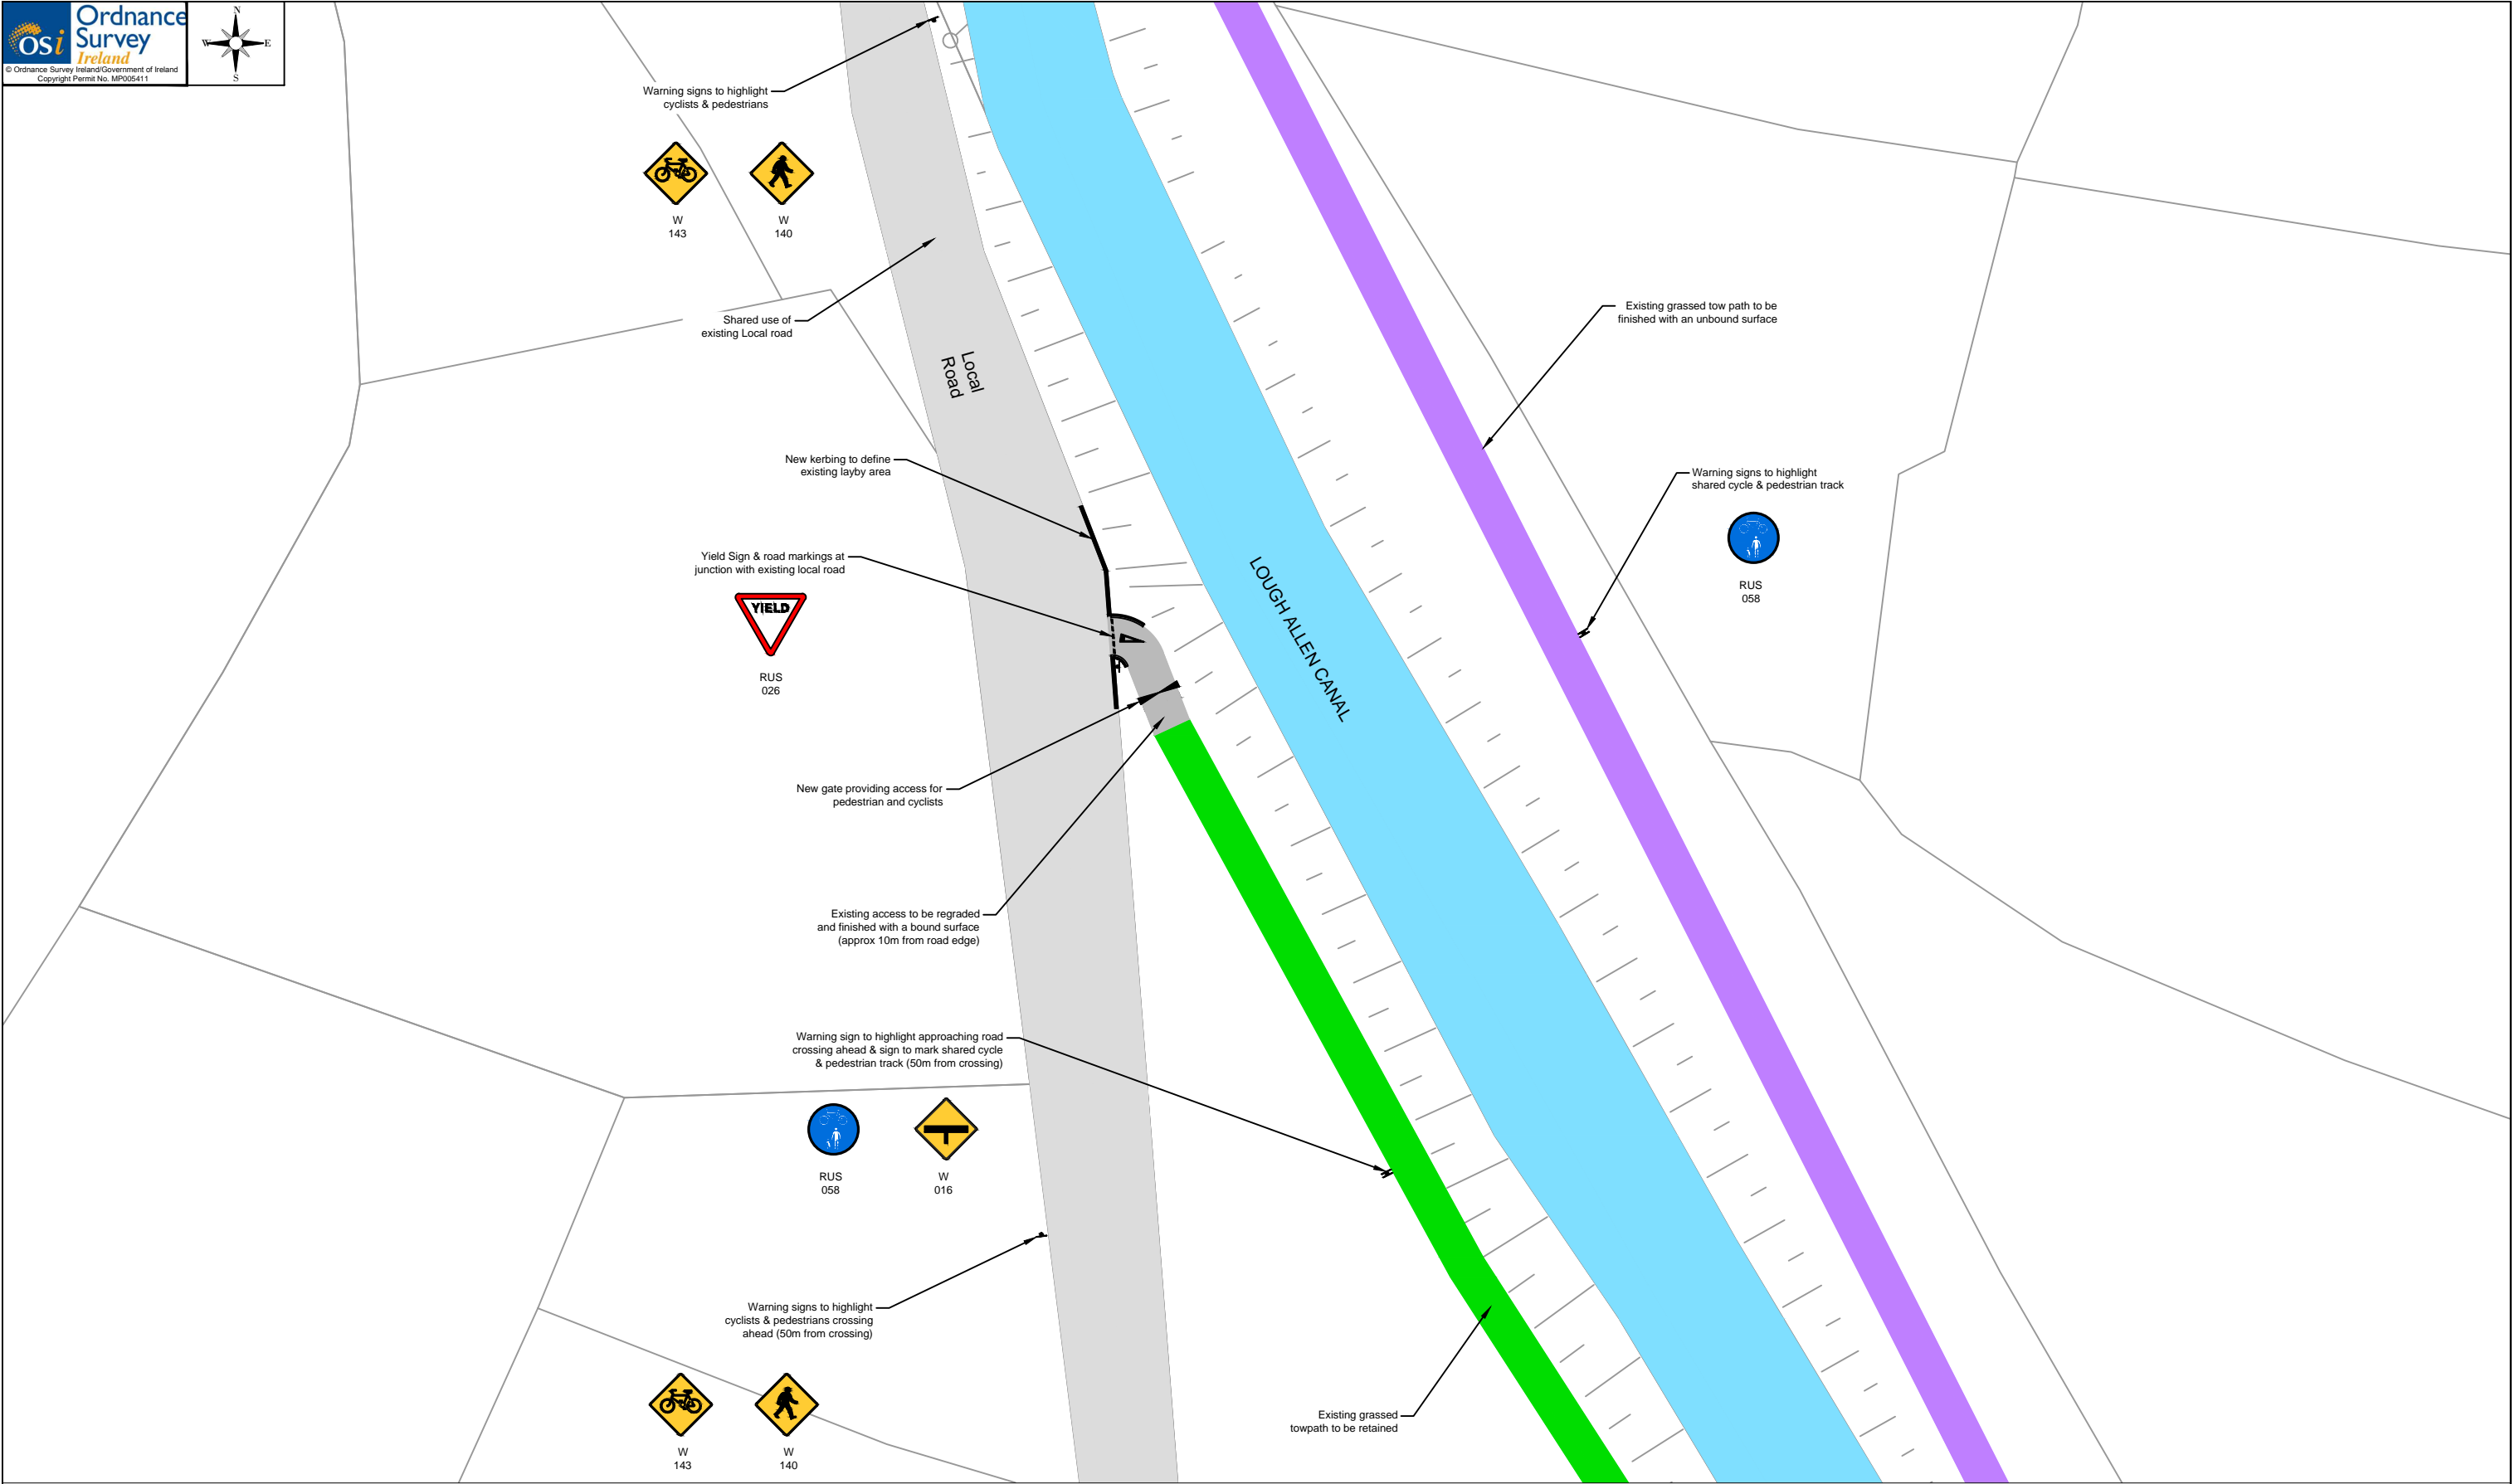 Ordnance
Survey
Ireland
osi
© Ordnance Survey Ireland/Government of Ireland
Copyright Permit No. MP005411
N
W
E
S
Warning signs to highlight
cyclists & pedestrians
W
143
W
140
Shared use of
existing Local road
Local
Road
Existing grassed tow path to be
finished with an unbound surface
New kerbing to define
existing layby area
Warning signs to highlight
shared cycle & pedestrian track
RUS
058
Yield Sign & road markings at
junction with existing local road
YIELD
RUS
026
LOUGH ALLEN CANAL
New gate providing access for
pedestrian and cyclists
Existing access to be regraded
and finished with a bound surface
(approx 10m from road edge)
Warning sign to highlight approaching road
crossing ahead & sign to mark shared cycle
& pedestrian track (50m from crossing)
RUS
058
W
016
Warning signs to highlight
cyclists & pedestrians crossing
ahead (50m from crossing)
W
143
W
140
Existing grassed
towpath to be retained